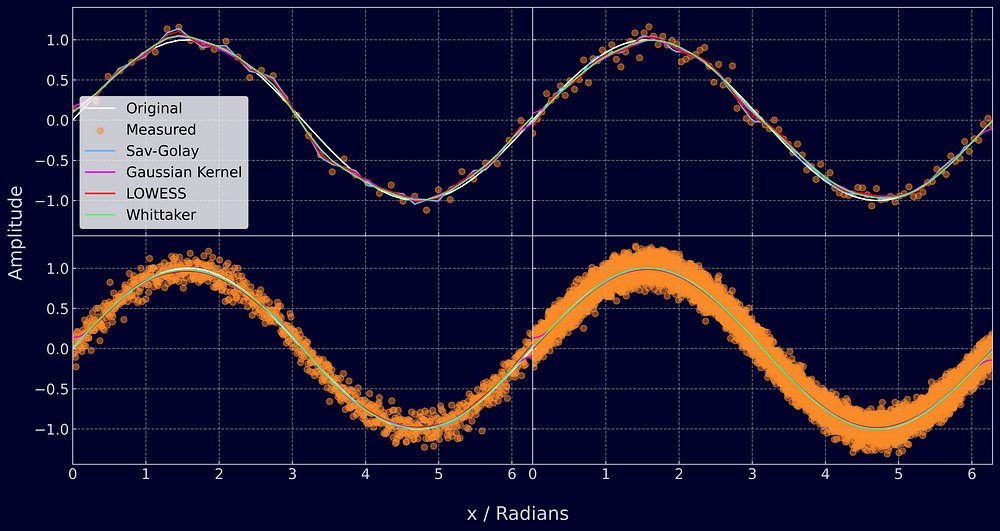 1.0
0.5
0.0
−0.5
−1.0
Original
Measured
Sav-Golay
Gaussian Kernel
LOWESS
Whittaker
Amplitude
1.0
0.5
0.0
−0.5
−1.0
0 1 2 3 4 5 6 0 1 2 3 4 5 6
x / Radians